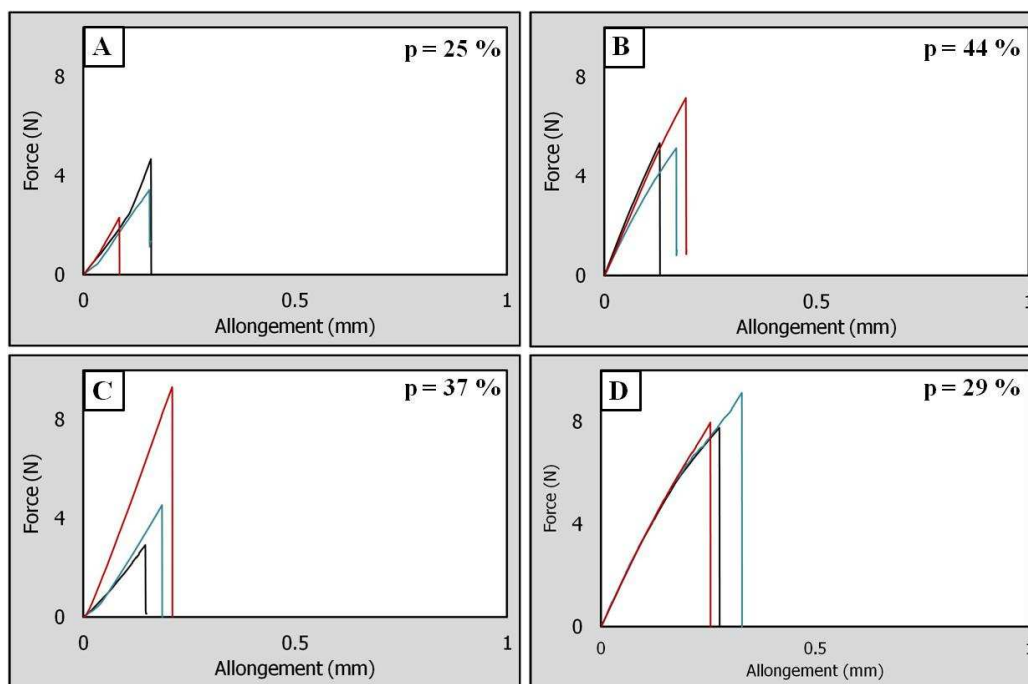 A
p = 25 %
8
4
0
Force (N)
0
0.5
1
Allongement (mm)
B
p = 44 %
8
4
0
Force (N)
0
0.5
1
Allongement (mm)
C
p = 37 %
8
4
0
Force (N)
0
0.5
1
Allongement (mm)
D
p = 29 %
8
4
0
Force (N)
0
0.5
1
Allongement (mm)